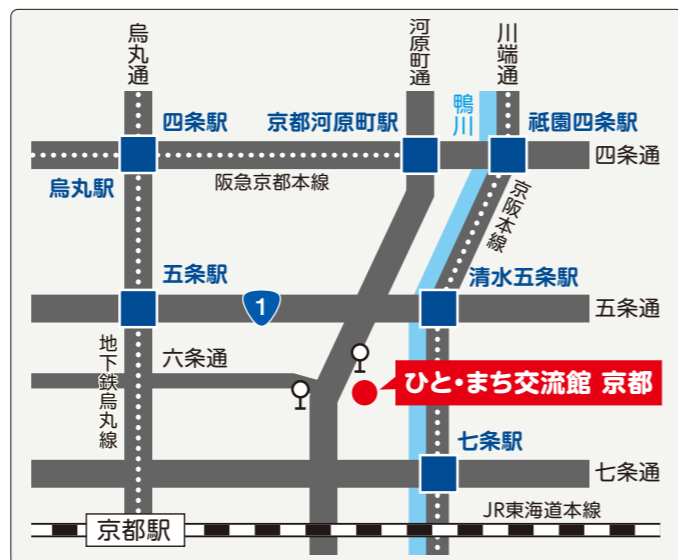 烏丸通
河原町通
川端通
鴨川
四条駅
京都河原町駅
祇園四条駅
四条通
烏丸駅
阪急京都本線
京阪本線
五条駅
1
清水五条駅
五条通
地下鉄烏丸線
六条通
ひと・まち交流館 京都
七条駅
七条通
京都駅
JR東海道本線